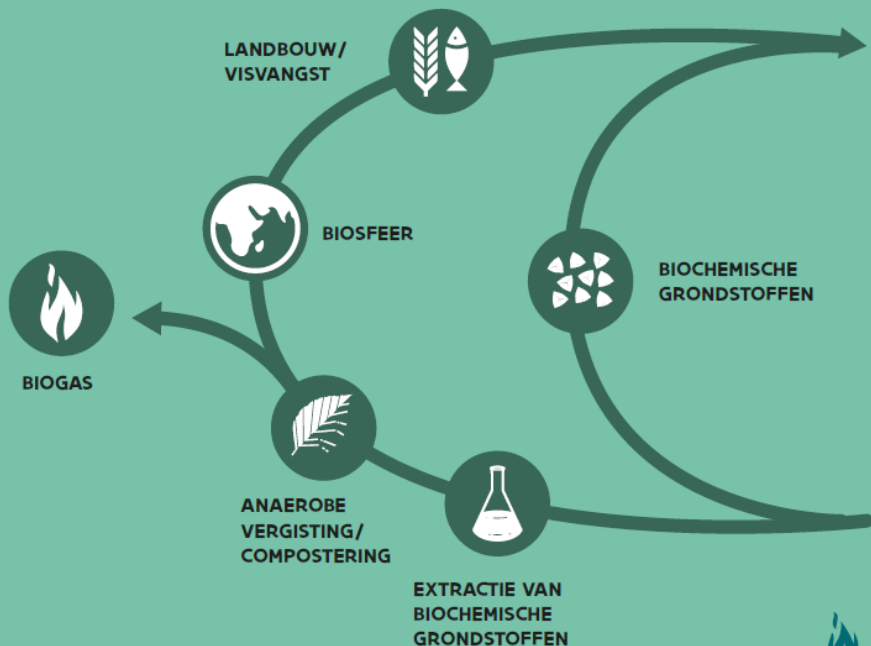 LANDBOUW/
VISVANGST
BIOSFEER
BIOCHEMISCHE
GRONDSTOFFEN
BIOGAS
ANAEROBE
VERGISTING/
COMPOSTERING
EXTRACTIE VAN
BIOCHEMISCHE
GRONDSTOFFEN